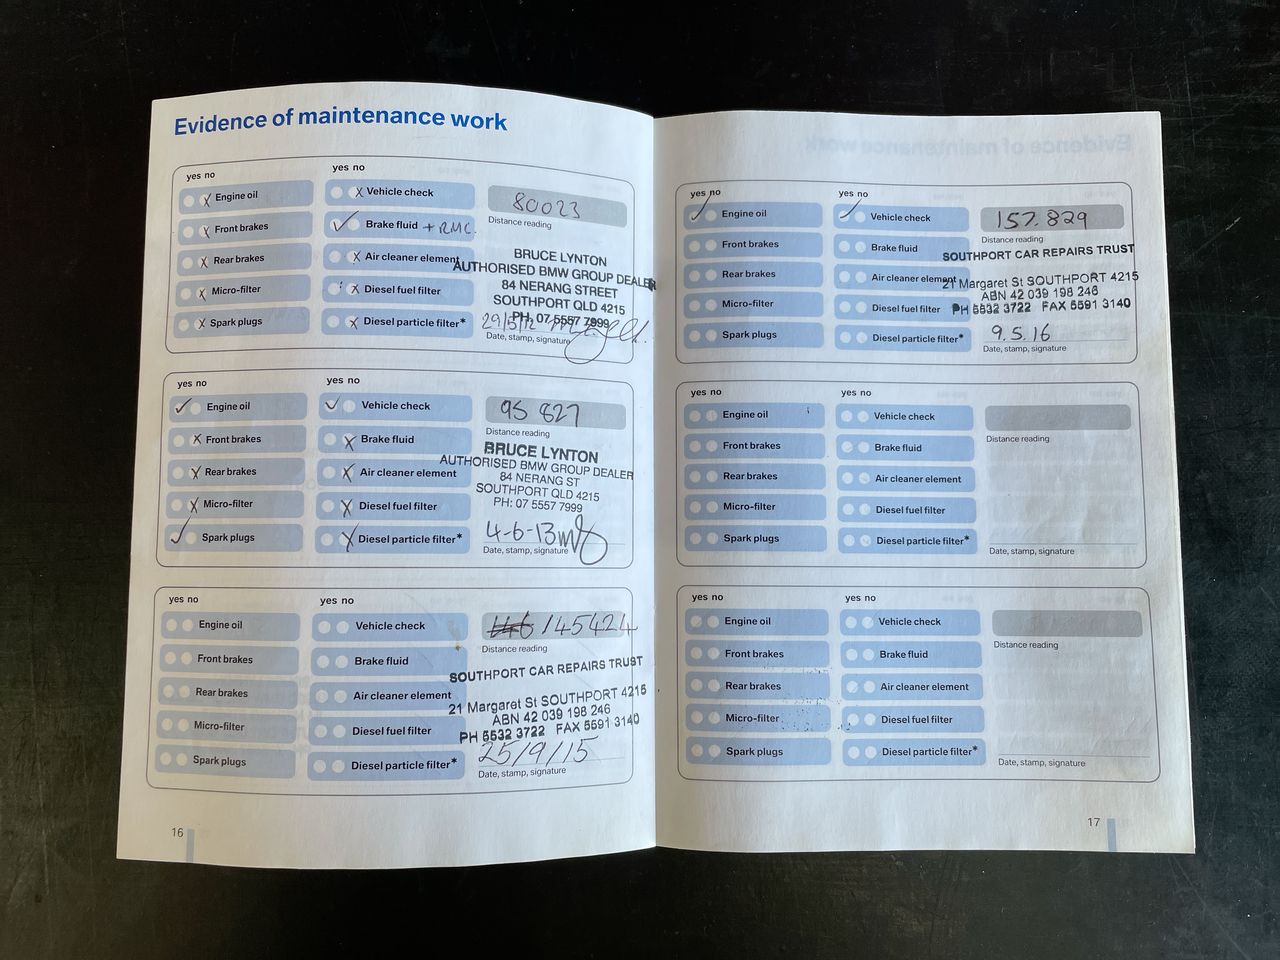 Evidence of maintenance work
yes no
yes no
Engine oil
Front brakes
Rear brakes
Micro-filter
Spark plugs
Vehicle check
Brake fluid + RMC.
Air cleaner element
Diesel fuel filter
Diesel particle filter*
80023
Distance reading
BRUCE LYNTON
AUTHORISED BMW GROUP DEALER
84 NERANG STREET
SOUTHPORT QLD 4215
PH: 07 5557 7999
29/5/12
Date, stamp, signature
yes no
yes no
Engine oil
Front brakes
Rear brakes
Micro-filter
Spark plugs
Vehicle check
Brake fluid
Air cleaner element
Diesel fuel filter
Diesel particle filter*
95 827
Distance reading
BRUCE LYNTON
AUTHORISED BMW GROUP DEALER
84 NERANG ST
SOUTHPORT QLD 4215
PH: 07 5557 7999
4-6-13
Date, stamp, signature
yes no
yes no
Engine oil
Front brakes
Rear brakes
Micro-filter
Spark plugs
Vehicle check
Brake fluid
Air cleaner element
Diesel fuel filter
Diesel particle filter*
145424
Distance reading
SOUTHPORT CAR REPAIRS TRUST
21 Margaret St SOUTHPORT 4215
ABN 42 039 198 246
PH 5532 3722 FAX 5591 3140
25/9/15
Date, stamp, signature
16
yes no
yes no
Engine oil
Front brakes
Rear brakes
Micro-filter
Spark plugs
Vehicle check
Brake fluid
Air cleaner element
Diesel fuel filter
Diesel particle filter*
157.829
Distance reading
SOUTHPORT CAR REPAIRS TRUST
21 Margaret St SOUTHPORT 4215
ABN 42 039 198 246
PH 5532 3722 FAX 5591 3140
9.5.16
Date, stamp, signature
yes no
yes no
Engine oil
Front brakes
Rear brakes
Micro-filter
Spark plugs
Vehicle check
Brake fluid
Air cleaner element
Diesel fuel filter
Diesel particle filter*
Distance reading
Date, stamp, signature
yes no
yes no
Engine oil
Front brakes
Rear brakes
Micro-filter
Spark plugs
Vehicle check
Brake fluid
Air cleaner element
Diesel fuel filter
Diesel particle filter*
Distance reading
Date, stamp, signature
17